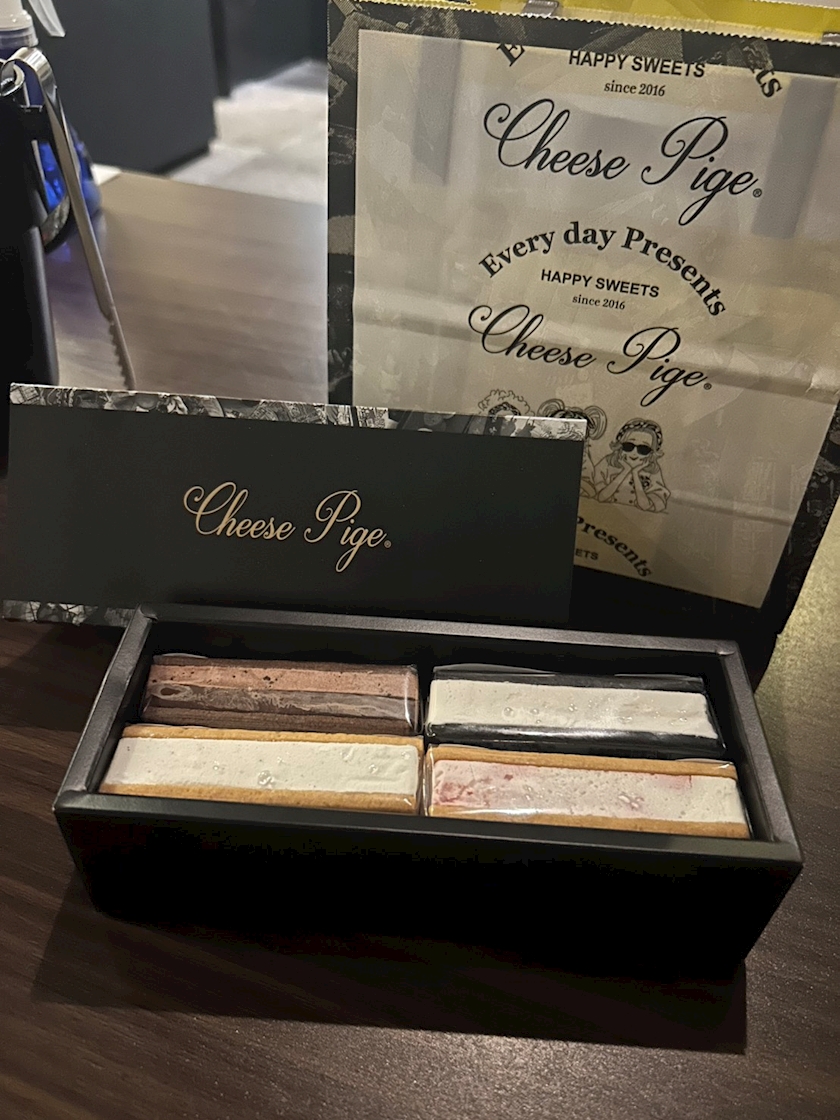 HAPPY SWEETS
since 2016
Cheese Pige®
Every day Presents
HAPPY SWEETS
since 2016
Cheese Pige®
Presents
Cheese Pige®